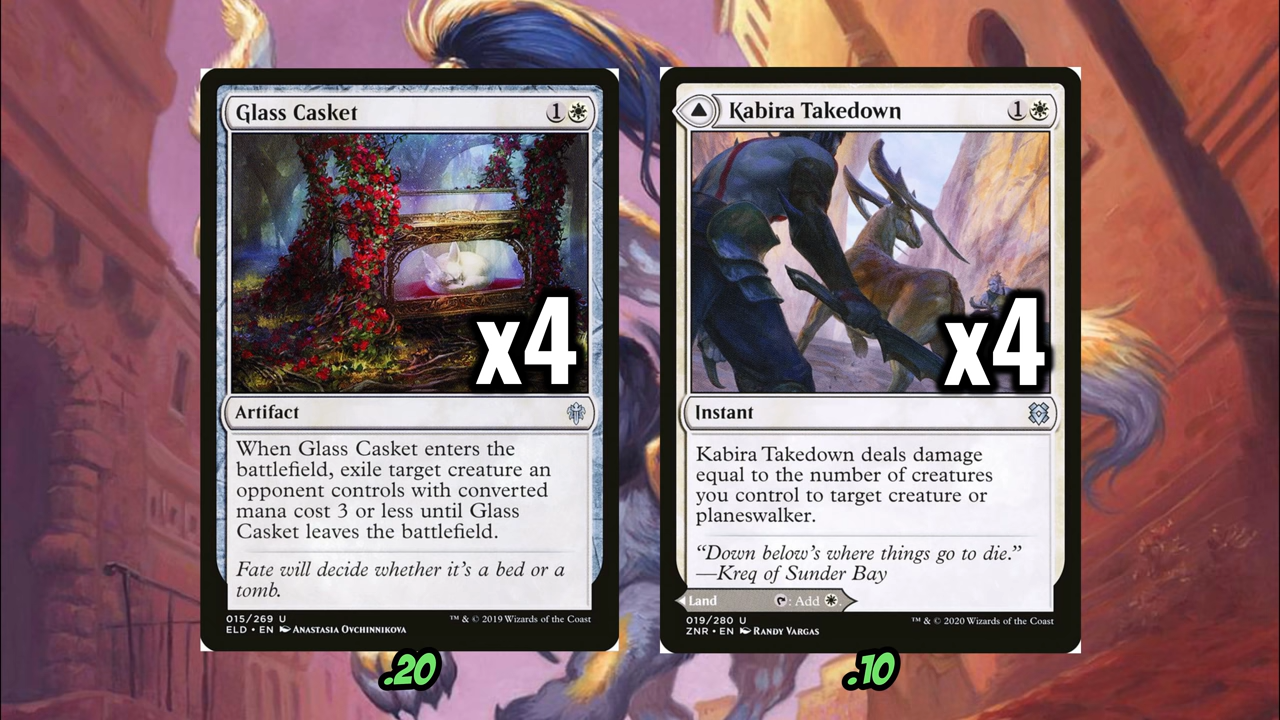 Glass Casket 1
x4
Artifact
When Glass Casket enters the
battlefield, exile target creature an
opponent controls with converted
mana cost 3 or less until Glass
Casket leaves the battlefield.
Fate will decide whether it's a bed or a
tomb.
015/269 U
ELD • EN Anastasia Ovchinnikova
™ & © 2019 Wizards of the Coast
.20
Kabira Takedown 1
x4
Instant
Kabira Takedown deals damage
equal to the number of creatures
you control to target creature or
planeswalker.
“Down below’s where things go to die.”
—Kreq of Sunder Bay
Land : Add .
019/280 U
ZNR • EN Randy Vargas
™ & © 2020 Wizards of the Coast
.10